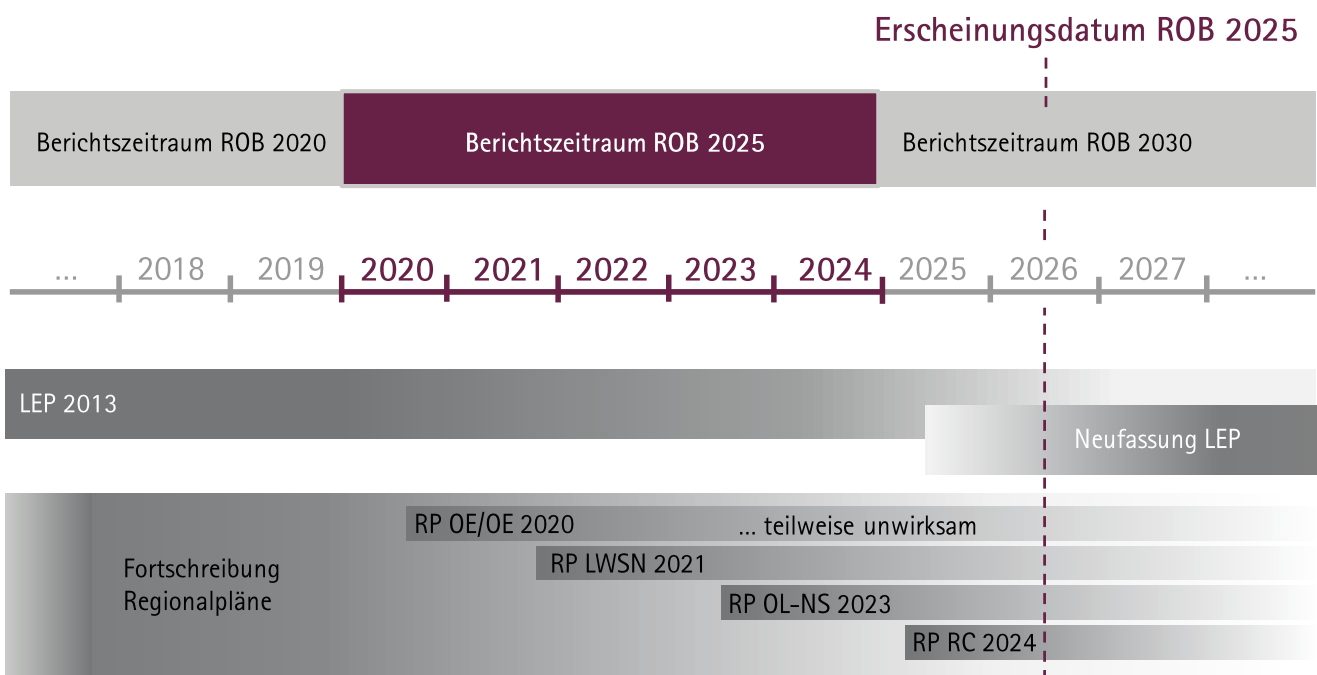 Erscheinungsdatum ROB 2025
Berichtszeitraum ROB 2020
Berichtszeitraum ROB 2025
Berichtszeitraum ROB 2030
... 2018 2019 2020 2021 2022 2023 2024 2025 2026 2027 ...
LEP 2013
Neufassung LEP
RP OE/OE 2020
... teilweise unwirksam
RP LWSN 2021
Fortschreibung
Regionalpläne
RP OL-NS 2023
RP RC 2024